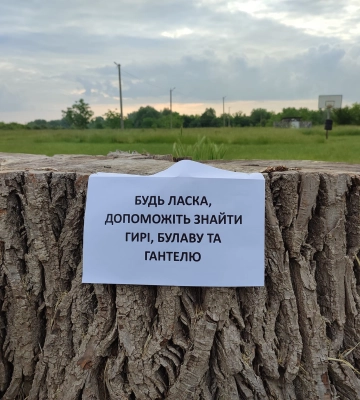 БУДЬ ЛАСКА,
ДОПОМОЖІТЬ ЗНАЙТИ
ГИРІ, БУЛАВУ ТА
ГАНТЕЛЮ